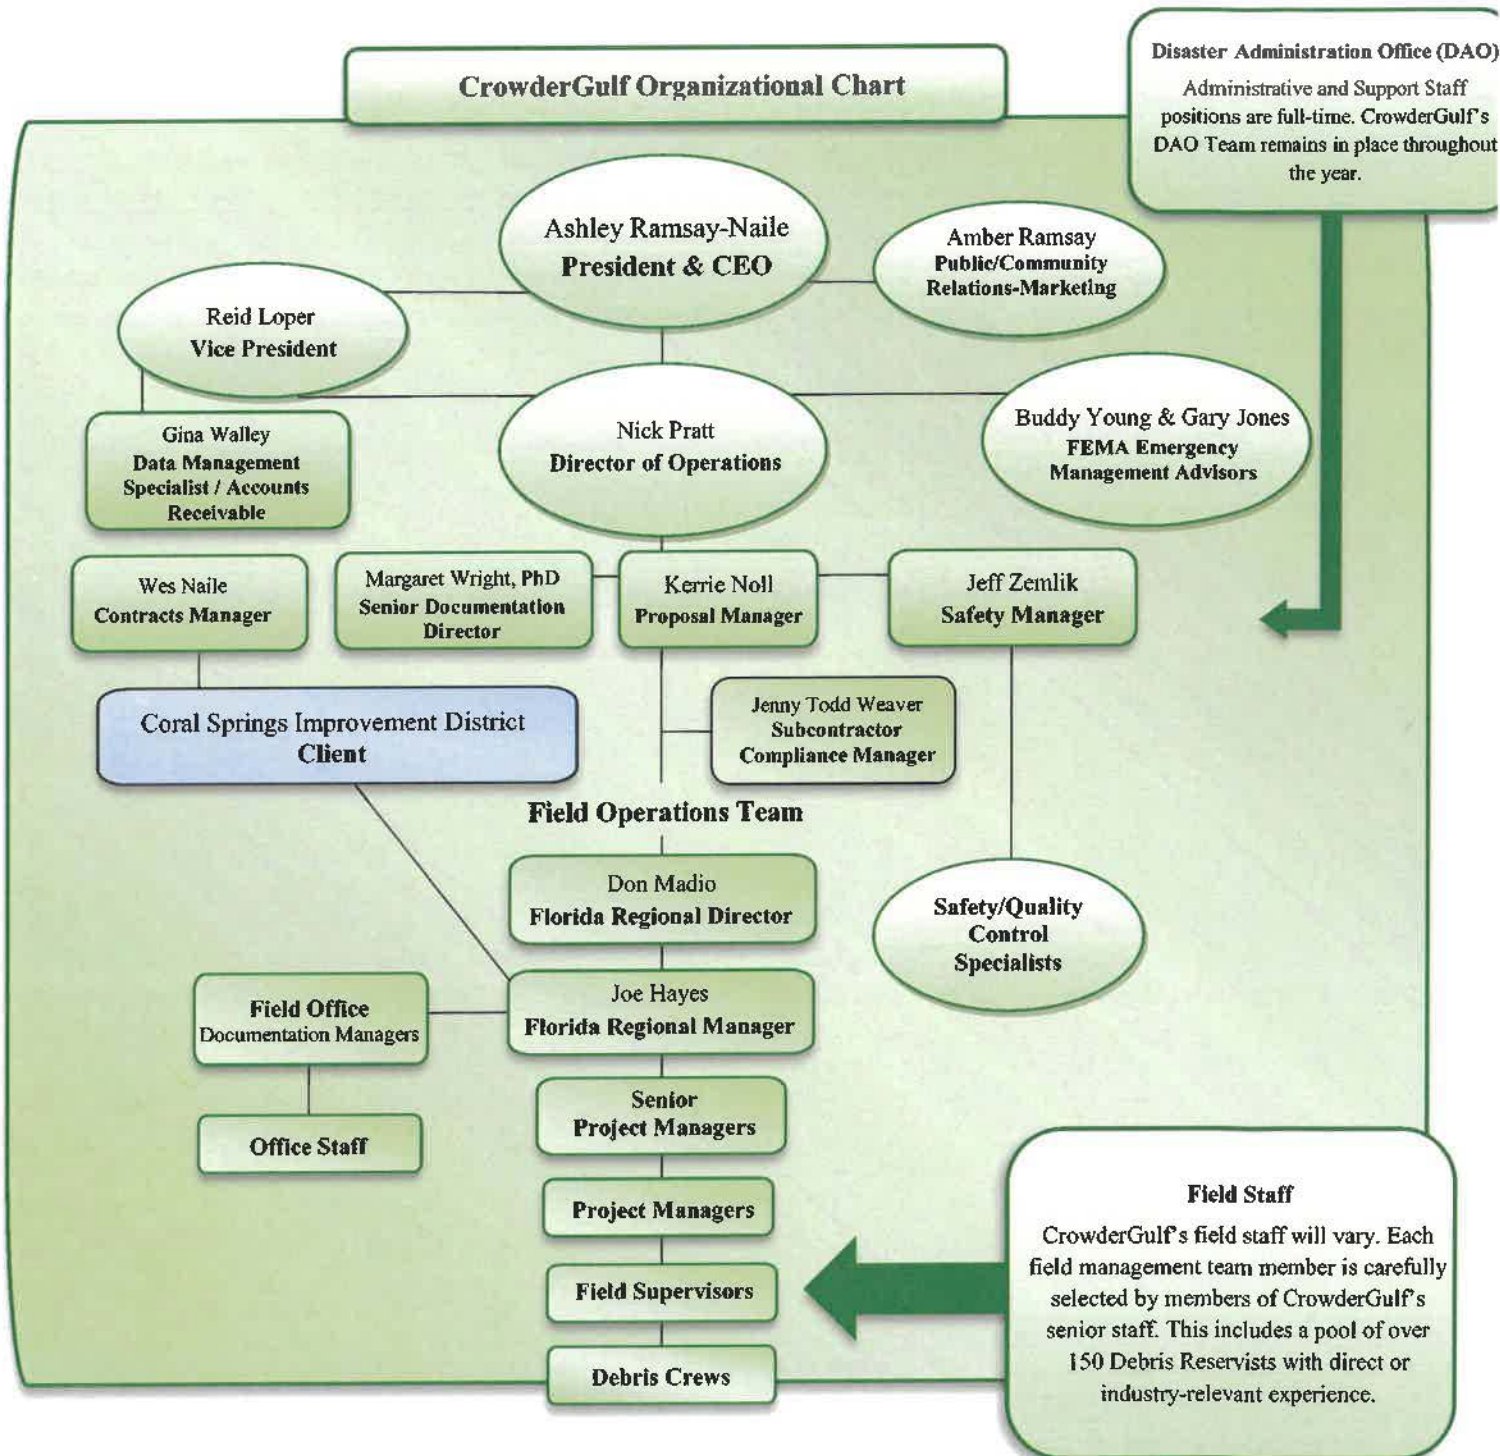 CrowderGulf Organizational Chart
Disaster Administration Office (DAO)
Administrative and Support Staff
positions are full-time. CrowderGulf's
DAO Team remains in place throughout
the year.
Ashley Ramsay-Naile
President & CEO
Amber Ramsay
Public/Community
Relations-Marketing
Reid Loper
Vice President
Gina Walley
Data Management
Specialist / Accounts
Receivable
Nick Pratt
Director of Operations
Buddy Young & Gary Jones
FEMA Emergency
Management Advisors
Wes Naile
Contracts Manager
Margaret Wright, PhD
Senior Documentation
Director
Kerrie Noll
Proposal Manager
Jeff Zemlik
Safety Manager
Coral Springs Improvement District
Client
Jenny Todd Weaver
Subcontractor
Compliance Manager
Field Operations Team
Don Madio
Florida Regional Director
Safety/Quality
Control
Specialists
Joe Hayes
Florida Regional Manager
Field Office
Documentation Managers
Office Staff
Senior
Project Managers
Project Managers
Field Supervisors
Debris Crews
Field Staff
CrowderGulf's field staff will vary. Each
field management team member is carefully
selected by members of CrowderGulf's
senior staff. This includes a pool of over
150 Debris Reservists with direct or
industry-relevant experience.